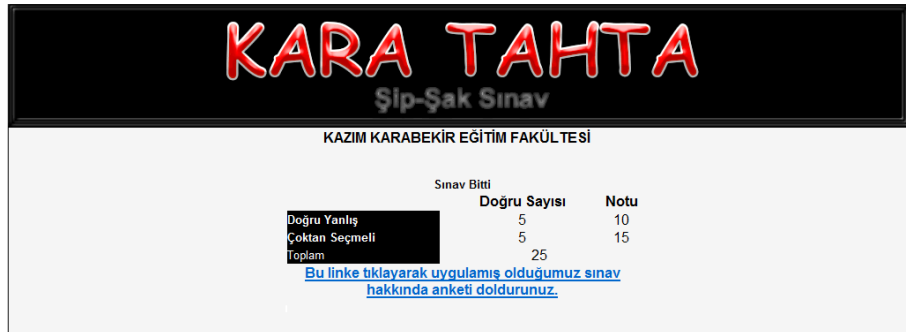 KARA TAHTA
Şip-Şak Sınav
KAZIM KARABEKİR EĞİTİM FAKÜLTESİ
Sınav Bitti
Doğru Sayısı Notu
Doğru Yanlış 5 10
Çoktan Seçmeli 5 15
Toplam 25
Bu linke tıklayarak uygulamış olduğumuz sınav
hakkında anketi doldurunuz.